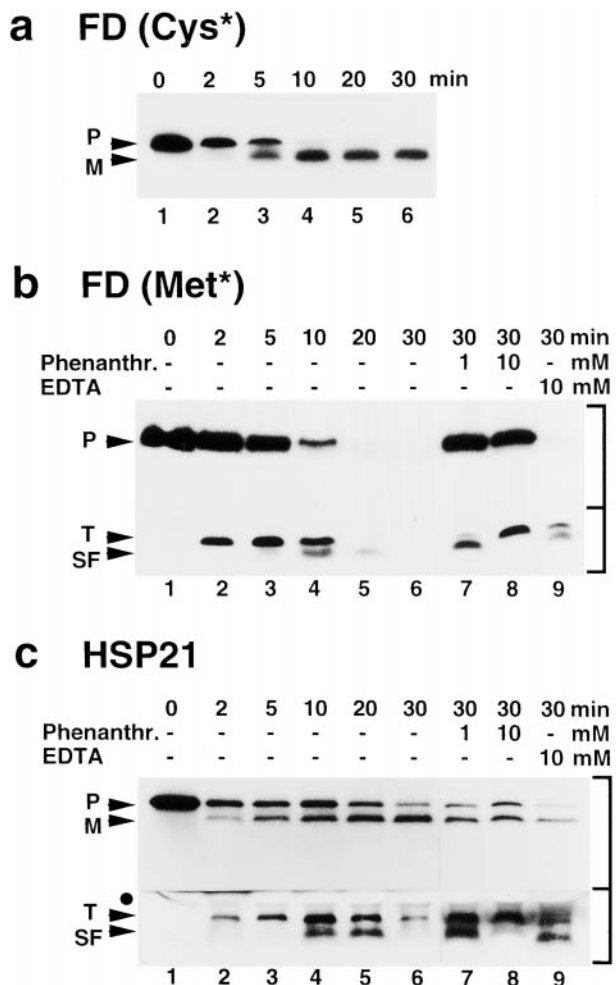 a FD (Cys*)
0 2 5 10 20 30 min
P
M
1 2 3 4 5 6
b FD (Met*)
0 2 5 10 20 30 30 30 30 min
Phenanthr. - - - - - - 1 10 - mM
EDTA - - - - - - - - 10 mM
P
T
SF
1 2 3 4 5 6 7 8 9
c HSP21
0 2 5 10 20 30 30 30 30 min
Phenanthr. - - - - - - 1 10 - mM
EDTA - - - - - - - - 10 mM
P
M
T
SF
1 2 3 4 5 6 7 8 9